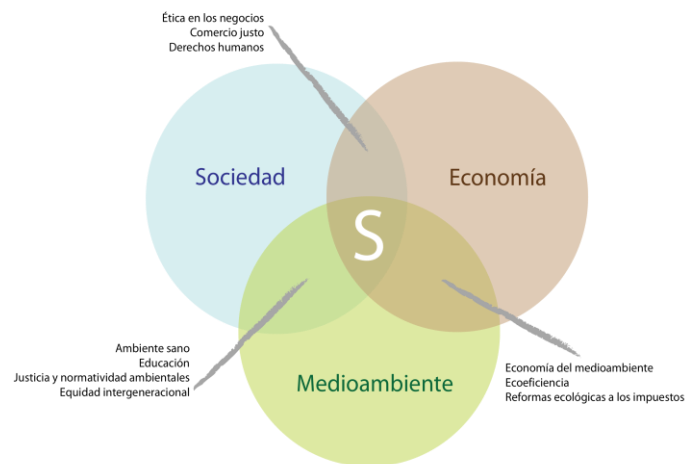 Ética en los negocios
Comercio justo
Derechos humanos
Sociedad
Economía
S
Ambiente sano
Educación
Justicia y normatividad ambientales
Equidad intergeneracional
Medioambiente
Economía del medioambiente
Ecoeficiencia
Reformas ecológicas a los impuestos